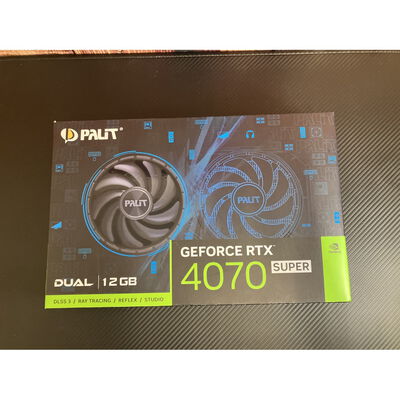 PALIT
PALIT
PALIT
GEFORCE RTX
4070 SUPER
DUAL 12GB
DLSS 3 / RAY TRACING / REFLEX / STUDIO